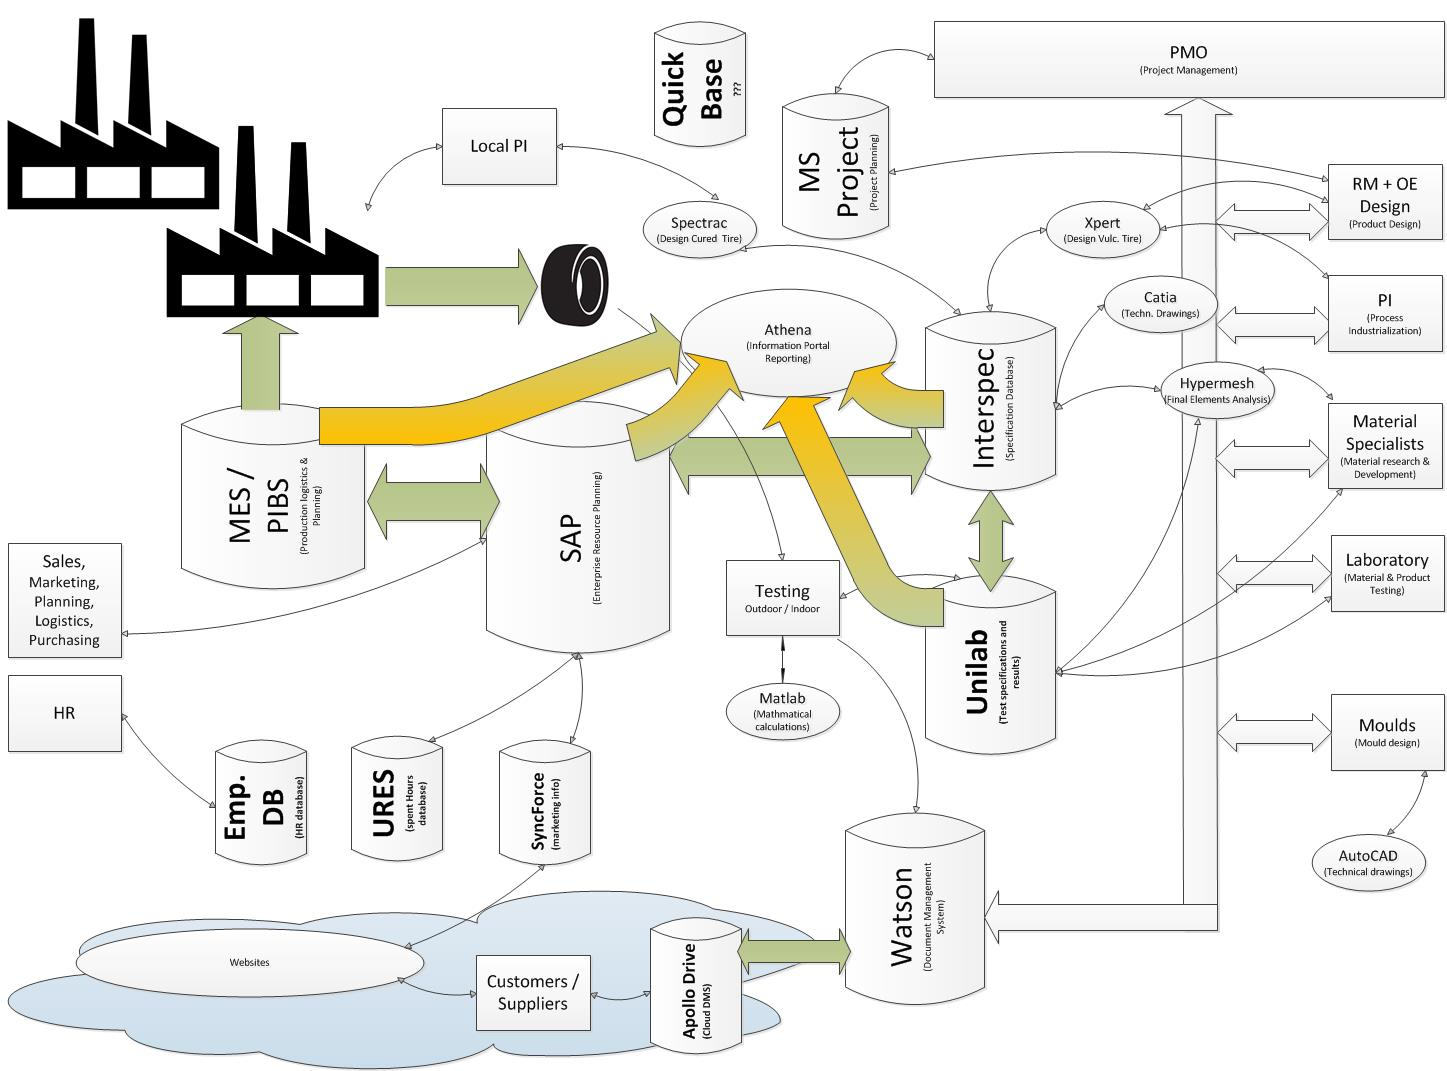 Quick
Base
???
PMO
(Project Management)
MS
Project
(Project Planning)
Local PI
RM + OE
Design
(Product Design)
Spectrac
(Design Cured Tire)
Xpert
(Design Vulc. Tire)
Catia
(Techn. Drawings)
PI
(Process
Industrialization)
Athena
(Information Portal
Reporting)
Interspec
(Specification Database)
Hypermesh
(Final Elements Analysis)
Material
Specialists
(Material research &
Development)
MES /
PIBS
(Production logistics &
Planning)
SAP
(Enterprise Resource Planning)
Sales,
Marketing,
Planning,
Logistics,
Purchasing
Testing
Outdoor / Indoor
Laboratory
(Material & Product
Testing)
Unilab
(Test specifications and
results)
HR
Matlab
(Mathmatical
calculations)
Moulds
(Mould design)
Emp.
DB
(HR database)
URES
(spent Hours
database)
SyncForce
(marketing info)
AutoCAD
(Technical drawings)
Watson
(Document Management
System)
Websites
Customers /
Suppliers
Apollo Drive
(Cloud DMS)